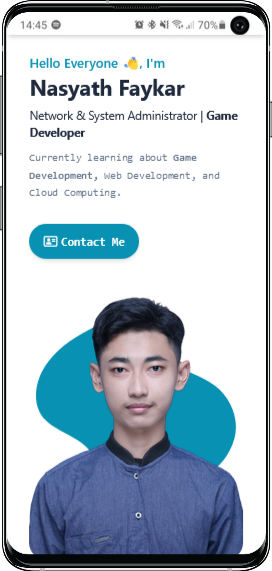 14:45 70%
Hello Everyone 👋, I'm
Nasyath Faykar
Network & System Administrator | Game
Developer
Currently learning about Game
Development, Web Development, and
Cloud Computing.
Contact Me